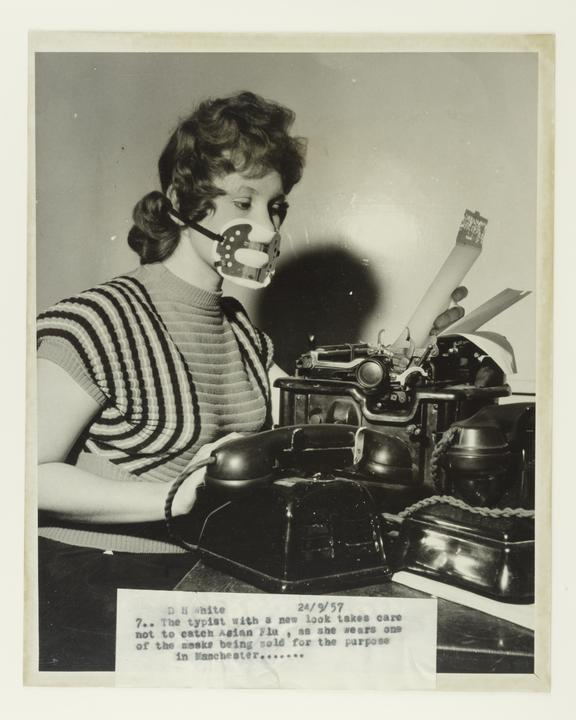 D H White 24/9/57
7.. The typist with a new look takes care
not to catch Asian Flu , as she wears one
of the masks being sold for the purpose
in Manchester.......